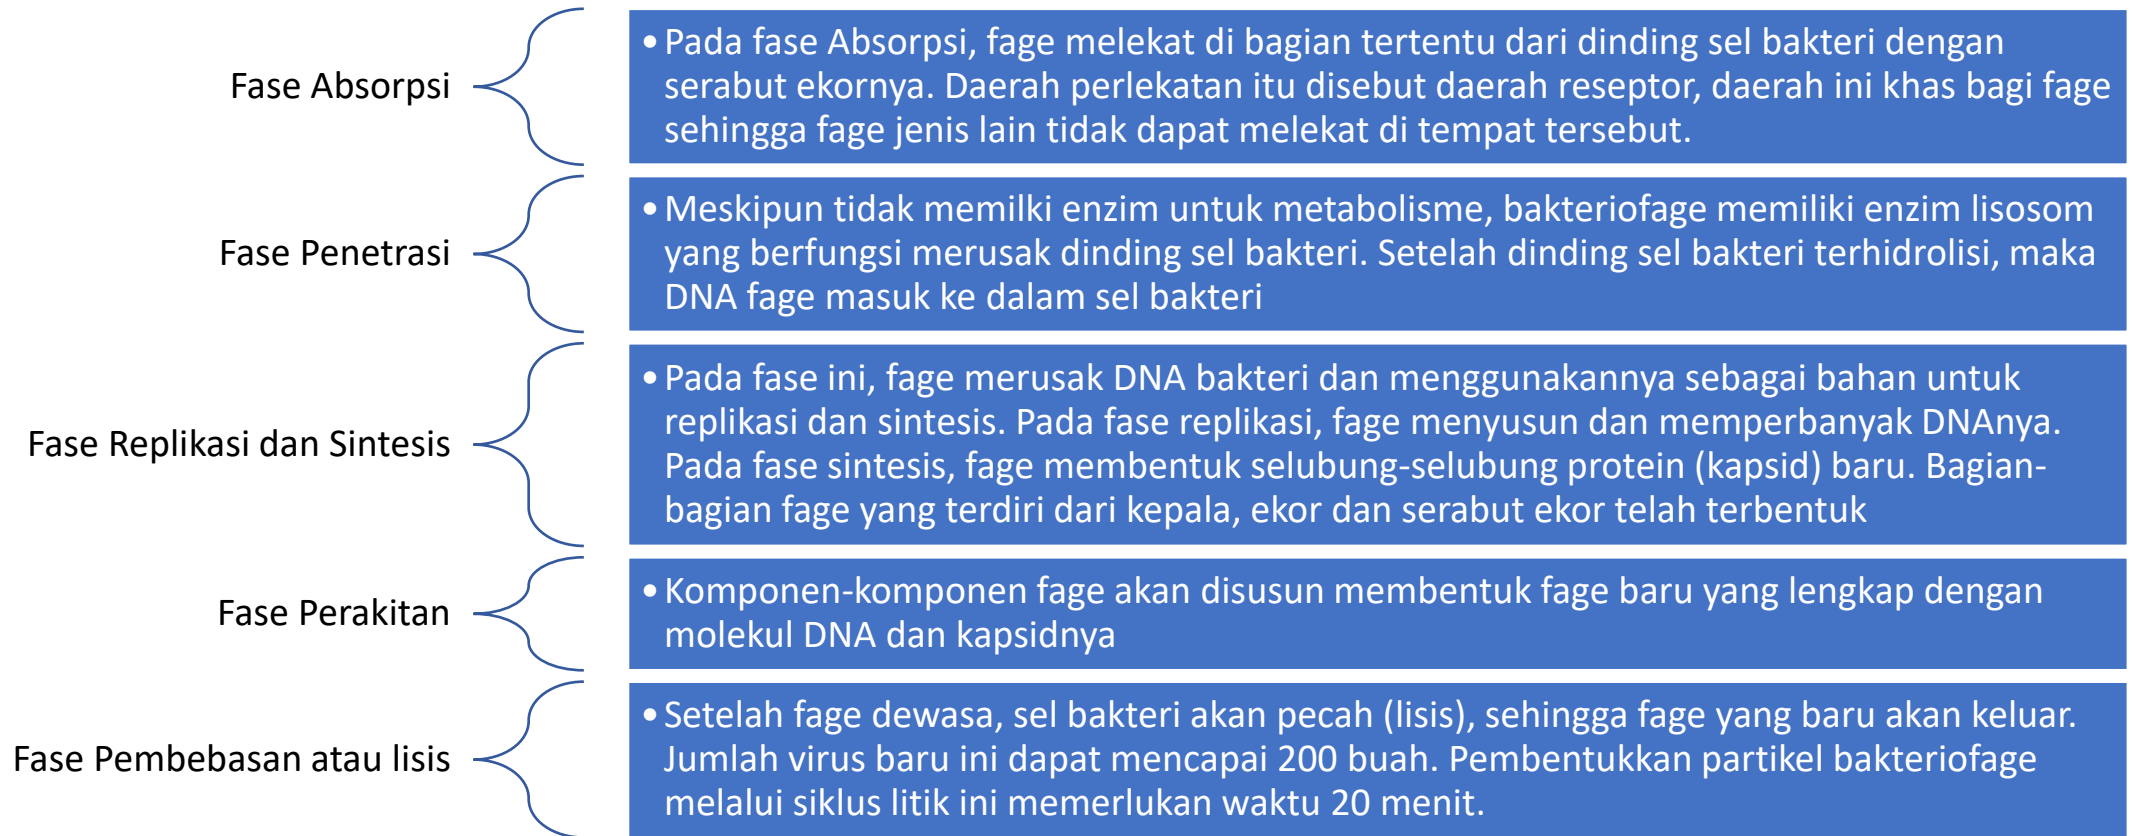 Fase Absorpsi
•Pada fase Absorpsi, fage melekat di bagian tertentu dari dinding sel bakteri dengan
serabut ekornya. Daerah perlekatan itu disebut daerah reseptor, daerah ini khas bagi fage
sehingga fage jenis lain tidak dapat melekat di tempat tersebut.
Fase Penetrasi
•Meskipun tidak memilki enzim untuk metabolisme, bakteriofage memiliki enzim lisosom
yang berfungsi merusak dinding sel bakteri. Setelah dinding sel bakteri terhidrolisi, maka
DNA fage masuk ke dalam sel bakteri
Fase Replikasi dan Sintesis
•Pada fase ini, fage merusak DNA bakteri dan menggunakannya sebagai bahan untuk
replikasi dan sintesis. Pada fase replikasi, fage menyusun dan memperbanyak DNAnya.
Pada fase sintesis, fage membentuk selubung-selubung protein (kapsid) baru. Bagian-
bagian fage yang terdiri dari kepala, ekor dan serabut ekor telah terbentuk
Fase Perakitan
•Komponen-komponen fage akan disusun membentuk fage baru yang lengkap dengan
molekul DNA dan kapsidnya
Fase Pembebasan atau lisis
•Setelah fage dewasa, sel bakteri akan pecah (lisis), sehingga fage yang baru akan keluar.
Jumlah virus baru ini dapat mencapai 200 buah. Pembentukkan partikel bakteriofage
melalui siklus litik ini memerlukan waktu 20 menit.